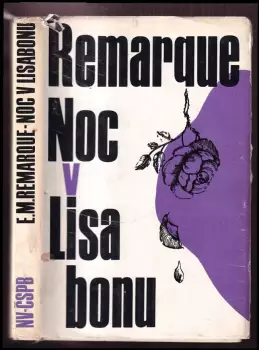 Remarque
Noc
v
Lisa
bonu
E.M.REMARQUE·NOC V LISABONU
NV-ČSPB